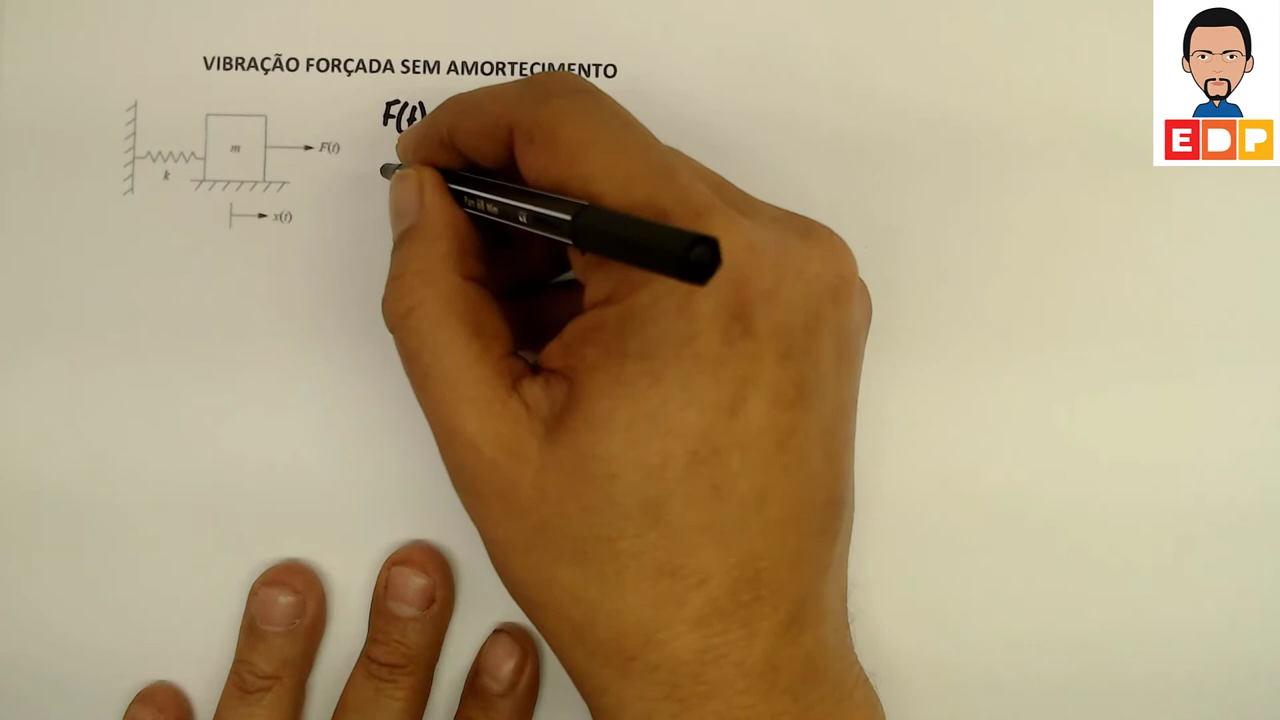 VIBRAÇÃO FORÇADA SEM AMORTECIMENTO
F(t)
m
F(t)
k
x(t)
EDP